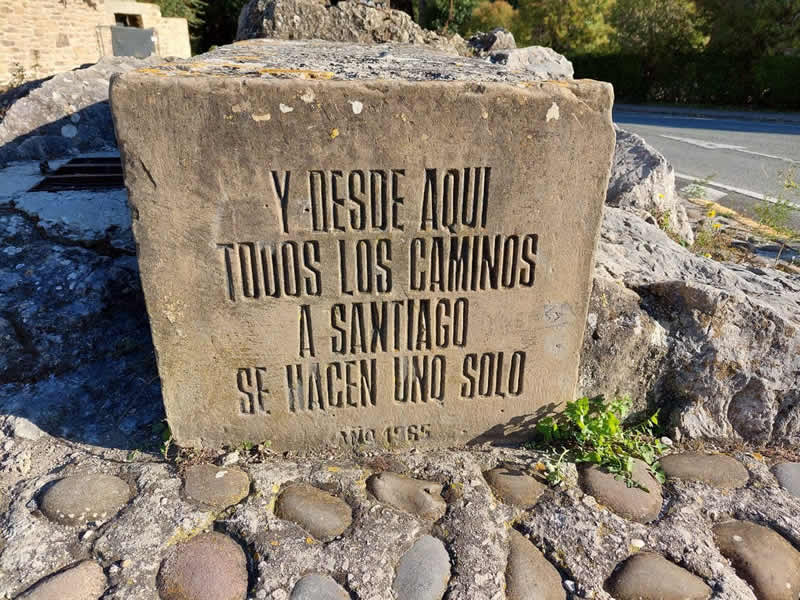 Y DESDE AQUI
TODOS LOS CAMINOS
A SANTIAGO
SE HACEN UNO SOLO
AÑO 1965